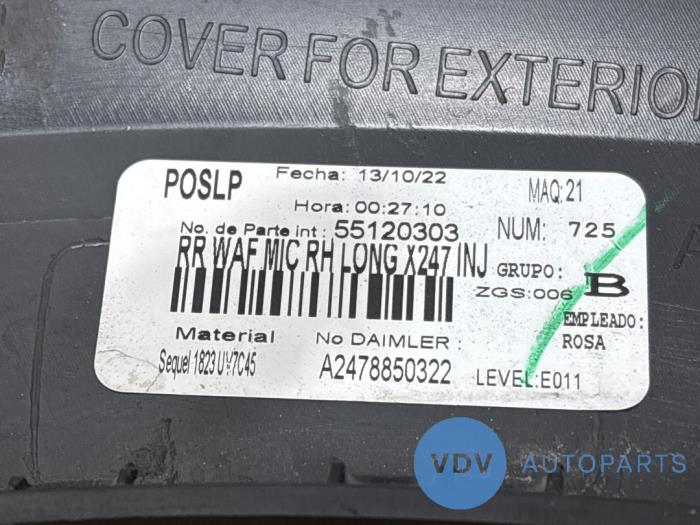 COVER FOR EXTERIO
POSLP Fecha: 13/10/22 MAQ:21
Hora: 00:27:10
No. de Parte int: 55120303 NUM: 725
RR WAF MIC RH LONG X247 INJ GRUPO: B
ZGS:006
Material No DAIMLER : EMPLEADO:
ROSA
Sequel 1823 UV7C45 A2478850322 LEVEL:E011
VDV AUTOPARTS